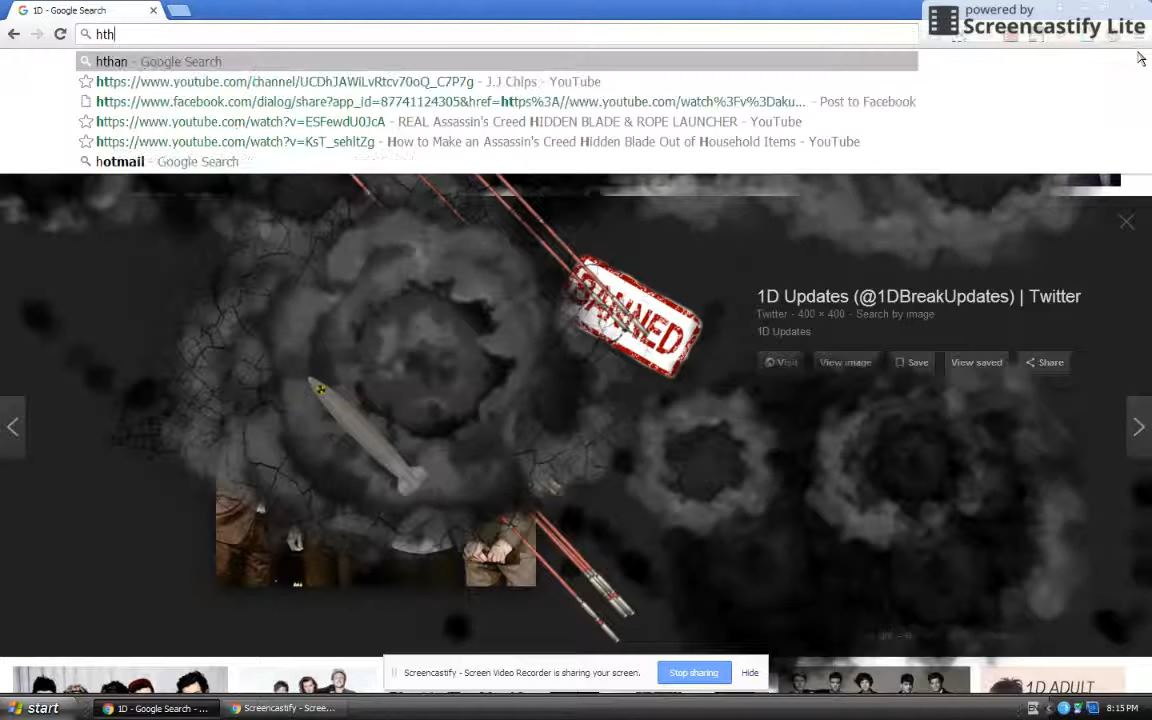 1D - Google Search
powered by
Screencastify Lite
hth
hthan - Google Search
https://www.youtube.com/channel/UCDhJAWiLvRtcv70oQ_C7P7g - J.J Chips - YouTube
https://www.facebook.com/dialog/share?app_id=87741124305&href=https%3A//www.youtube.com/watch%3Fv%3Daku... - Post to Facebook
https://www.youtube.com/watch?v=ESFewdU0JcA - REAL Assassin's Creed HIDDEN BLADE & ROPE LAUNCHER - YouTube
https://www.youtube.com/watch?v=KsT_sehltZg - How to Make an Assassin's Creed Hidden Blade Out of Household Items - YouTube
hotmail - Google Search
BANNED
1D Updates (@1DBreakUpdates) | Twitter
Twitter - 400 × 400 - Search by image
1D Updates
Visit View image Save View saved Share
Screencastify - Screen Video Recorder is sharing your screen. Stop sharing Hide
1D ADULT
start 1D - Google Search - ... Screencastify - Scree... 8:15 PM